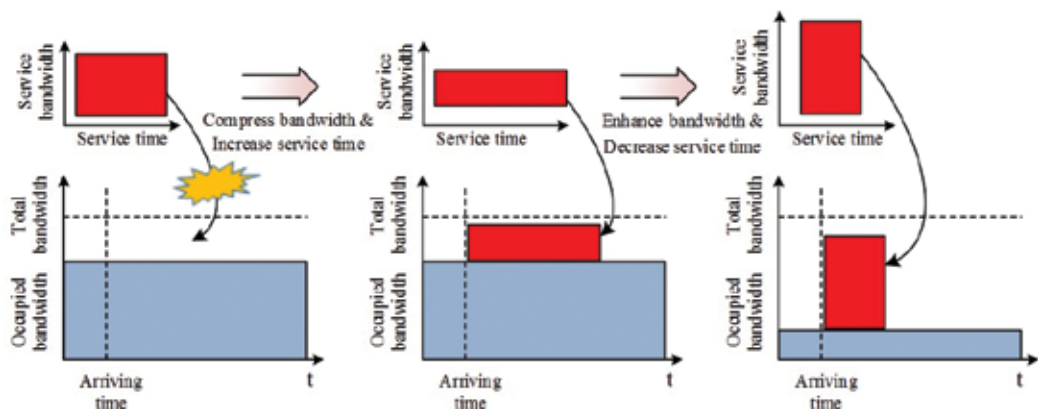 Service
bandwidth
Service time
Compress bandwidth &
Increase service time
Service
bandwidth
Service time
Enhance bandwidth &
Decrease service time
Service
bandwidth
Service time
Total
bandwidth
Occupied
bandwidth
Arriving
time
t
Total
bandwidth
Occupied
bandwidth
Arriving
time
t
Total
bandwidth
Occupied
bandwidth
Arriving
time
t